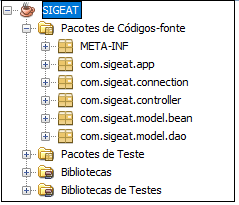 SIGEAT
Pacotes de Códigos-fonte
META-INF
com.sigeat.app
com.sigeat.connection
com.sigeat.controller
com.sigeat.model.bean
com.sigeat.model.dao
Pacotes de Teste
Bibliotecas
Bibliotecas de Testes